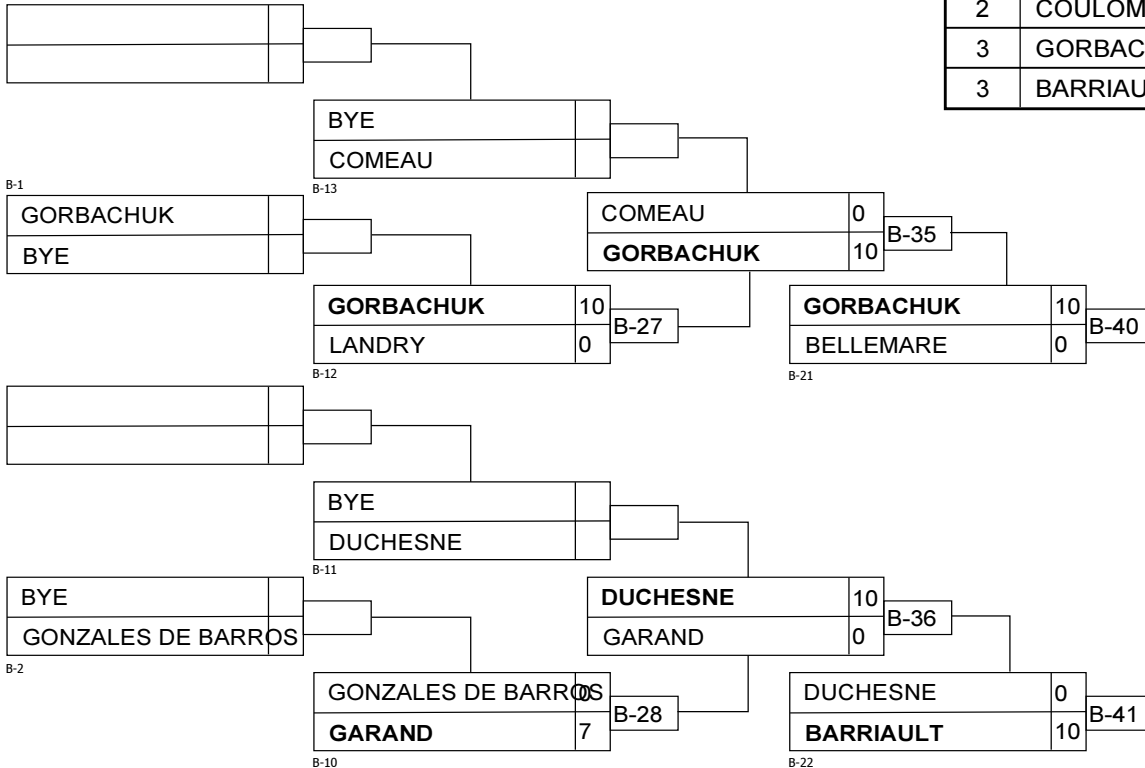 2 COULOM
3 GORBAC
3 BARRIAU
BYE
COMEAU
B-1
B-13
GORBACHUK
BYE
COMEAU 0
GORBACHUK 10
B-35
GORBACHUK 10
LANDRY 0
B-27
B-12
GORBACHUK 10
BELLEMARE 0
B-40
B-21
BYE
DUCHESNE
B-11
BYE
GONZALES DE BARROS
B-2
DUCHESNE 10
GARAND 0
B-36
GONZALES DE BARROS 0
GARAND 7
B-28
B-10
DUCHESNE 0
BARRIAULT 10
B-41
B-22